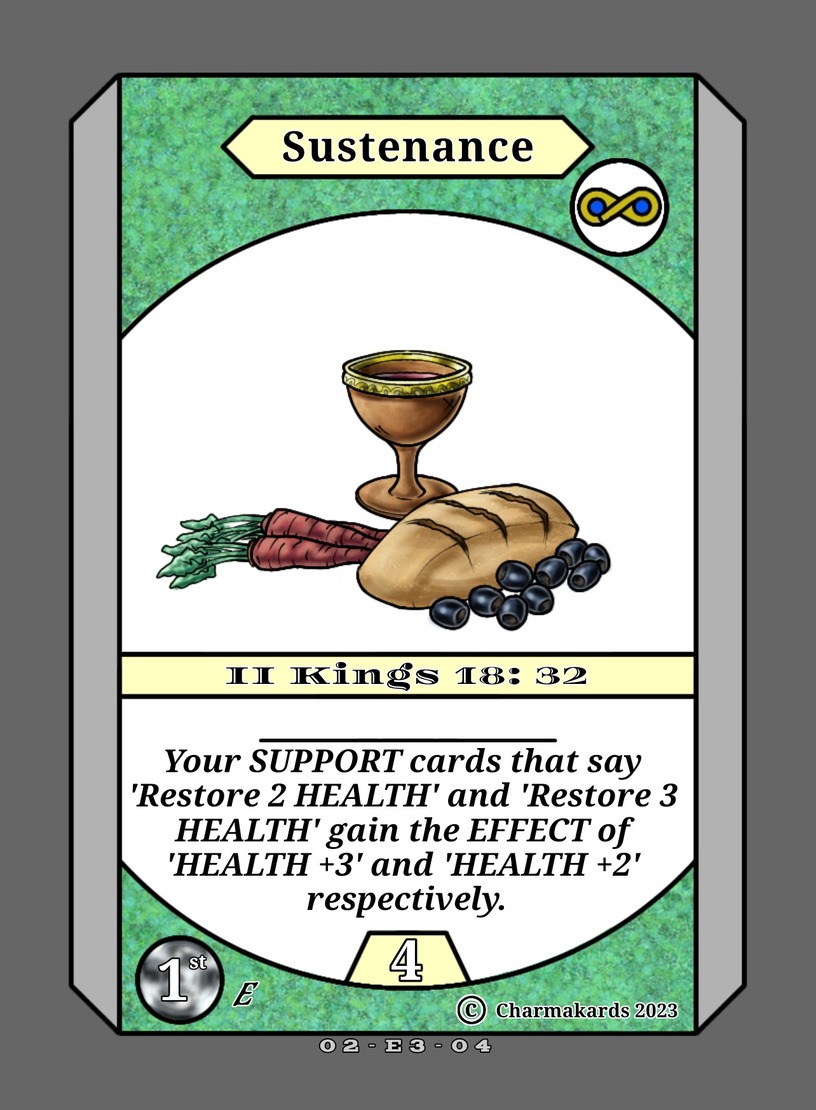 Sustenance
II Kings 18: 32
Your SUPPORT cards that say
'Restore 2 HEALTH' and 'Restore 3
HEALTH' gain the EFFECT of
'HEALTH +3' and 'HEALTH +2'
respectively.
4
1st
E
© Charmakards 2023
02-E3-04